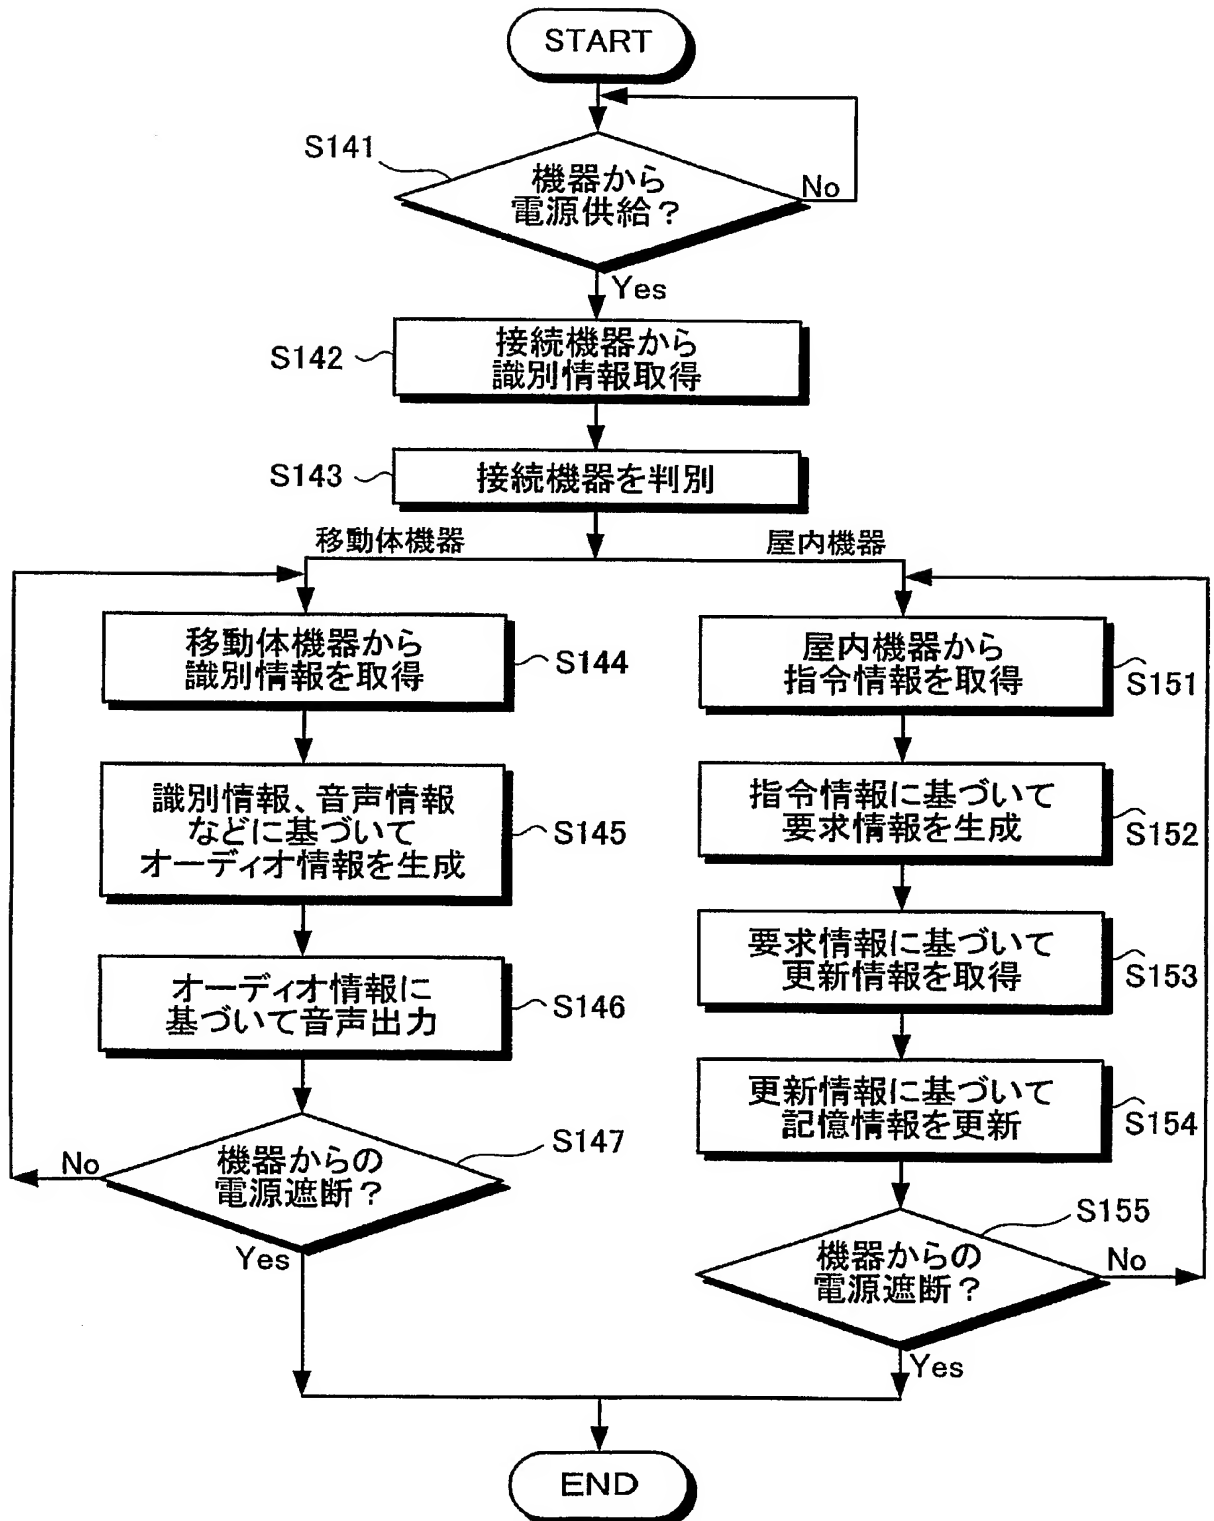 START
S141
機器から
電源供給？
No
Yes
S142
接続機器から
識別情報取得
S143
接続機器を判別
移動体機器
屋内機器
移動体機器から
識別情報を取得
S144
識別情報、音声情報
などに基づいて
オーディオ情報を生成
S145
オーディオ情報に
基づいて音声出力
S146
機器からの
電源遮断？
S147
No
Yes
屋内機器から
指令情報を取得
S151
指令情報に基づいて
要求情報を生成
S152
要求情報に基づいて
更新情報を取得
S153
更新情報に基づいて
記憶情報を更新
S154
機器からの
電源遮断？
S155
No
Yes
END